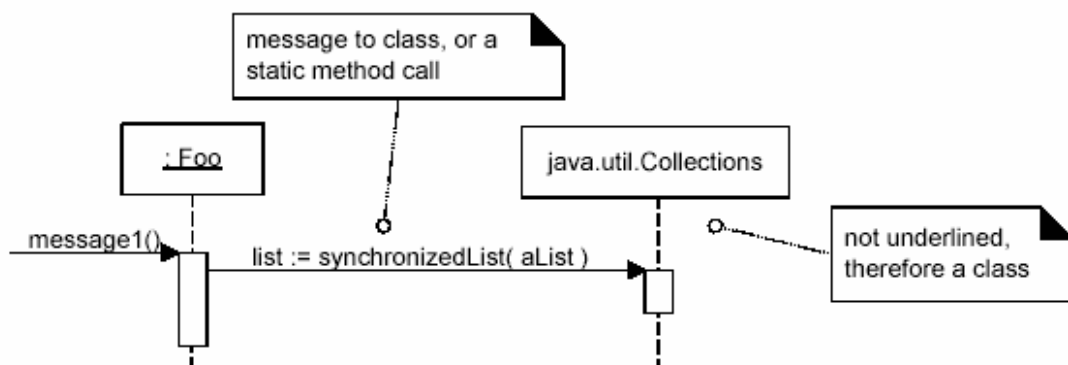 message to class, or a
static method call
: Foo
java.util.Collections
message1()
list := synchronizedList( aList )
not underlined,
therefore a class